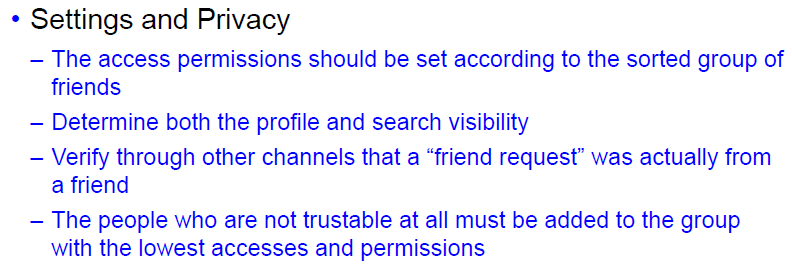 • Settings and Privacy
– The access permissions should be set according to the sorted group of
friends
– Determine both the profile and search visibility
– Verify through other channels that a “friend request” was actually from
a friend
– The people who are not trustable at all must be added to the group
with the lowest accesses and permissions